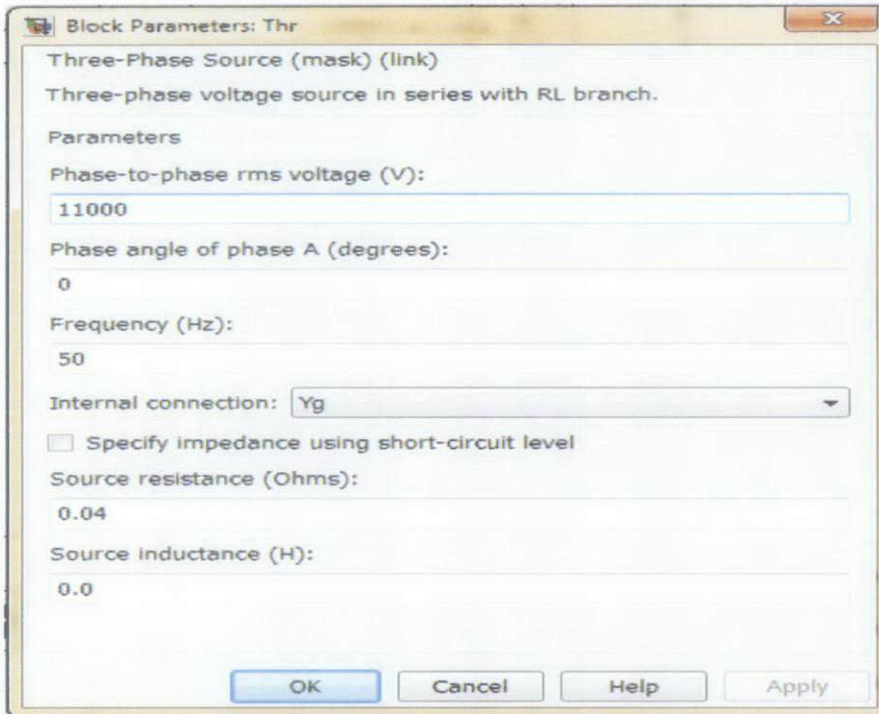 Block Parameters: Thr
Three-Phase Source (mask) (link)
Three-phase voltage source in series with RL branch.
Parameters
Phase-to-phase rms voltage (V):
11000
Phase angle of phase A (degrees):
0
Frequency (Hz):
50
Internal connection: Yg
Specify impedance using short-circuit level
Source resistance (Ohms):
0.04
Source inductance (H):
0.0
OK Cancel Help Apply